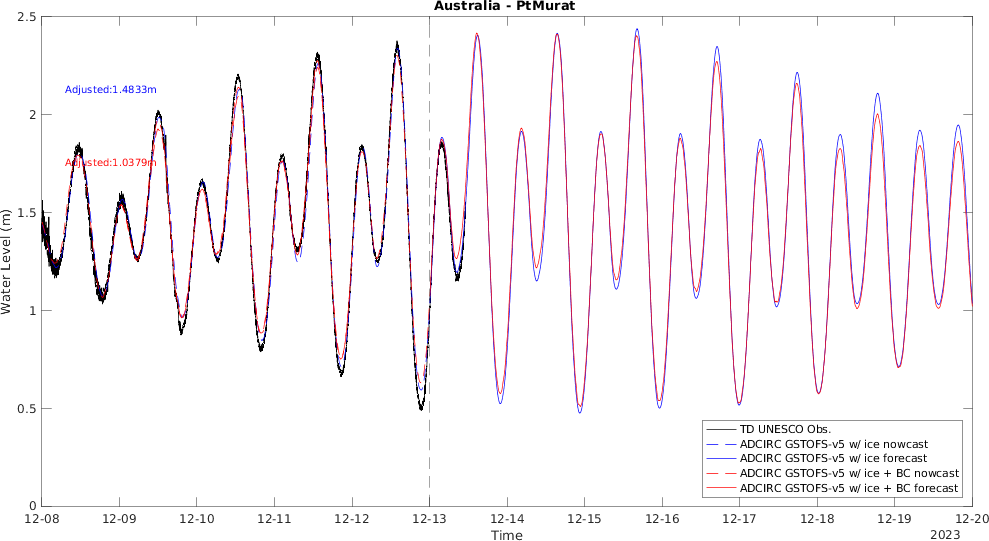 Australia - PtMurat
2.5
2
1.5
1
0.5
0
Water Level (m)
Adjusted:1.4833m
Adjusted:1.0379m
TD UNESCO Obs.
ADCIRC GSTOFS-v5 w/ ice nowcast
ADCIRC GSTOFS-v5 w/ ice forecast
ADCIRC GSTOFS-v5 w/ ice + BC nowcast
ADCIRC GSTOFS-v5 w/ ice + BC forecast
12-08 12-09 12-10 12-11 12-12 12-13 12-14 12-15 12-16 12-17 12-18 12-19 12-20
Time
2023